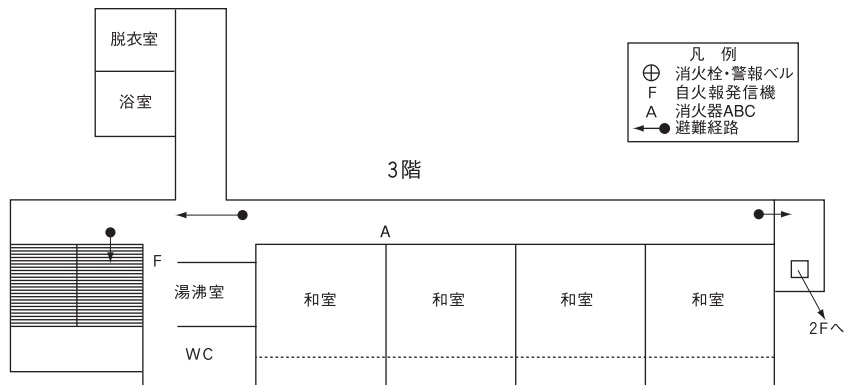 脱衣室
浴室
凡 例
消火栓・警報ベル
F 自火報発信機
A 消火器ABC
避難経路
3階
A
F
湯沸室
和室
和室
和室
和室
2Fへ
WC